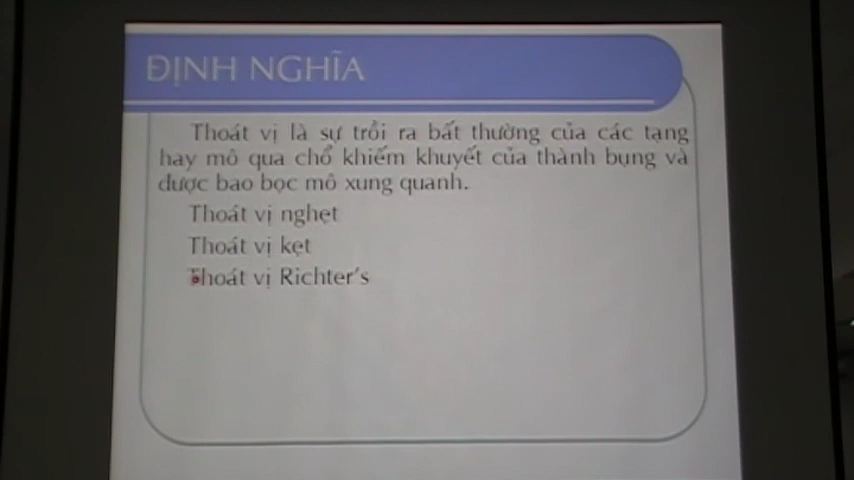 ĐỊNH NGHĨA
Thoát vị là sự trồi ra bất thường của các tạng
hay mô qua chổ khiếm khuyết của thành bụng và
được bao bọc mô xung quanh.
Thoát vị nghẹt
Thoát vị kẹt
Thoát vị Richter's